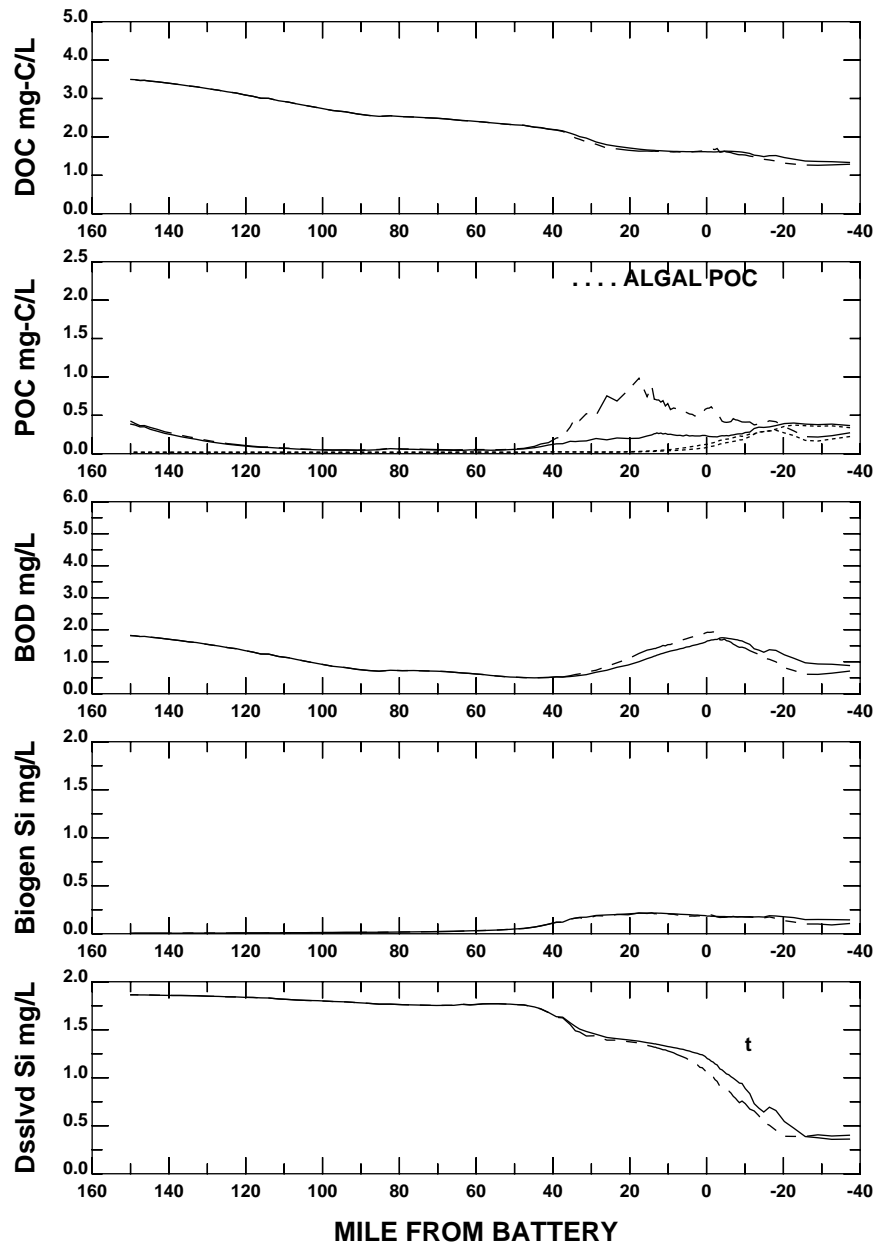 DOC mg-C/L
5.0
4.0
3.0
2.0
1.0
0.0
160 140 120 100 80 60 40 20 0 -20 -40
POC mg-C/L
2.5
2.0
1.5
1.0
0.5
0.0
. . . . ALGAL POC
160 140 120 100 80 60 40 20 0 -20 -40
BOD mg/L
6.0
5.0
4.0
3.0
2.0
1.0
0.0
160 140 120 100 80 60 40 20 0 -20 -40
Biogen Si mg/L
2.0
1.5
1.0
0.5
0.0
160 140 120 100 80 60 40 20 0 -20 -40
Dsslvd Si mg/L
2.0
1.5
1.0
0.5
0.0
t
160 140 120 100 80 60 40 20 0 -20 -40
MILE FROM BATTERY